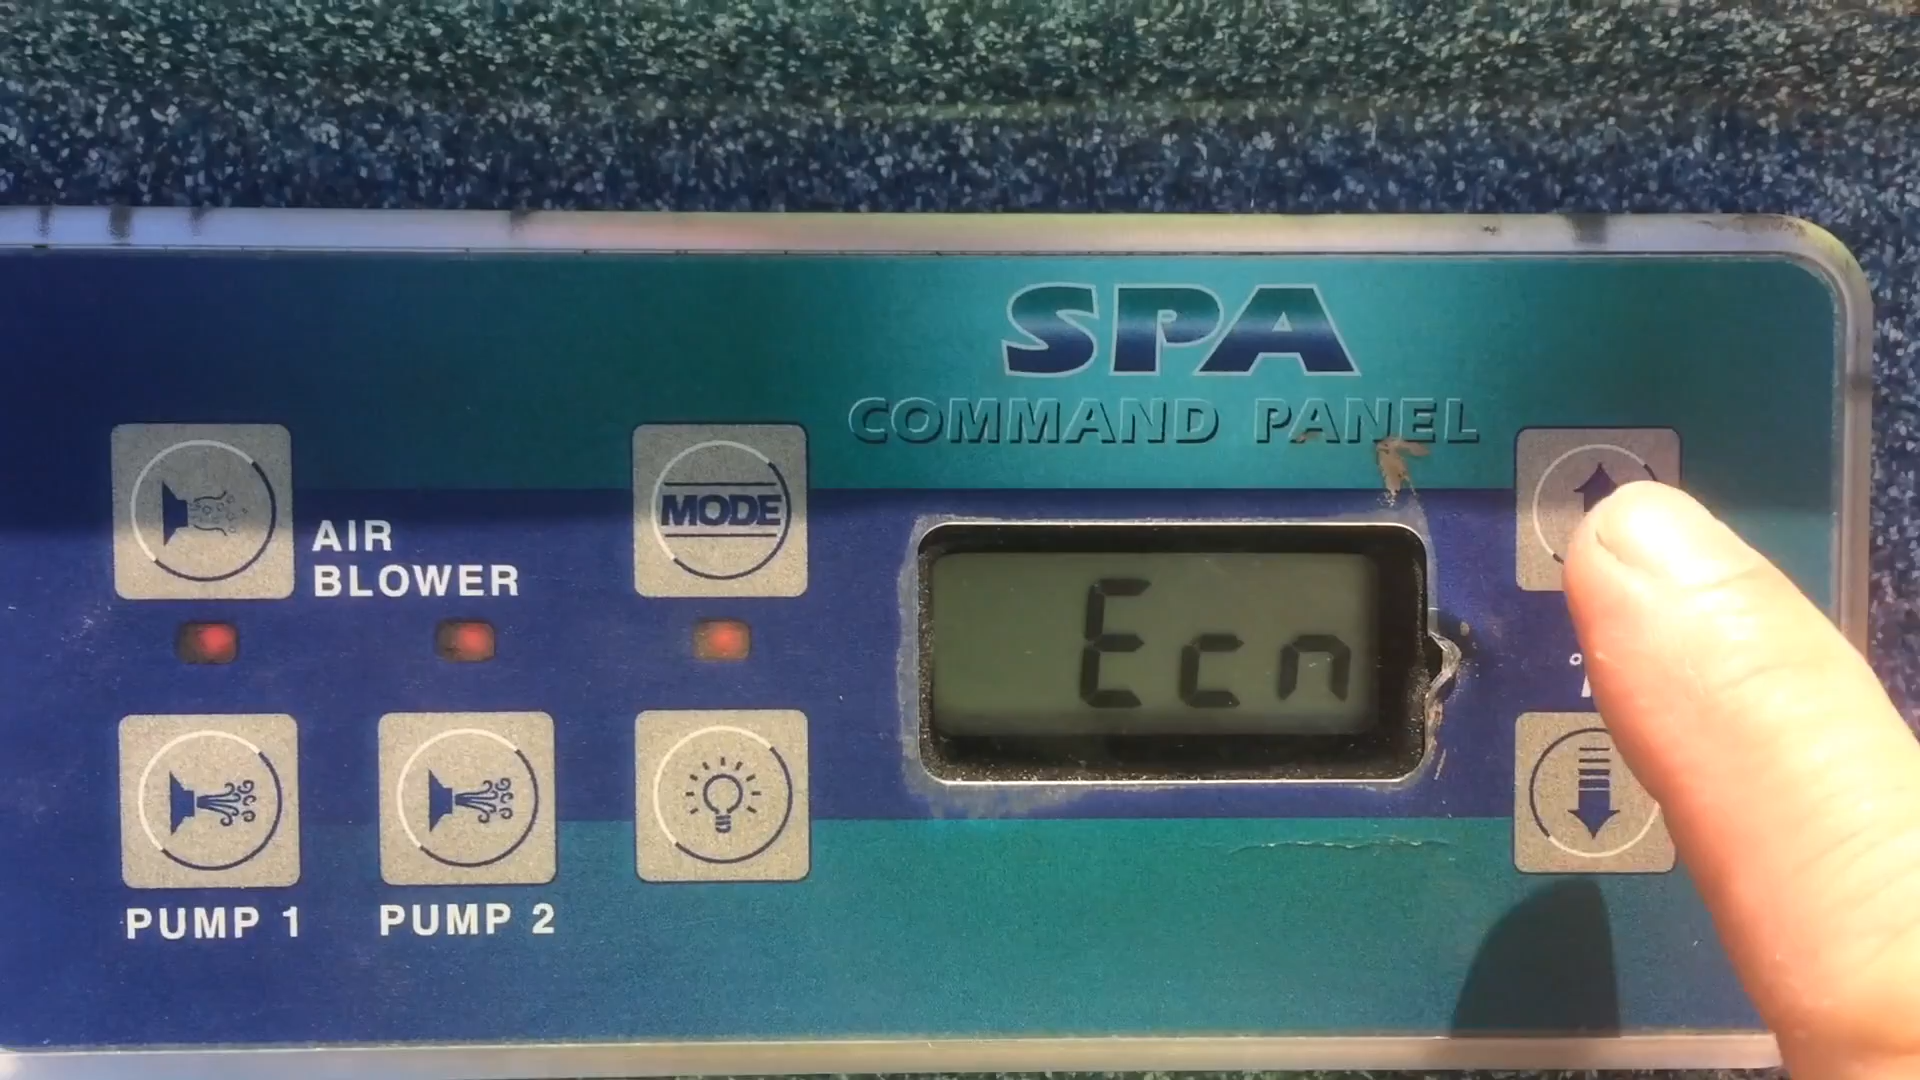 SPA
COMMAND PANEL
AIR
BLOWER
MODE
Ecn
PUMP 1
PUMP 2